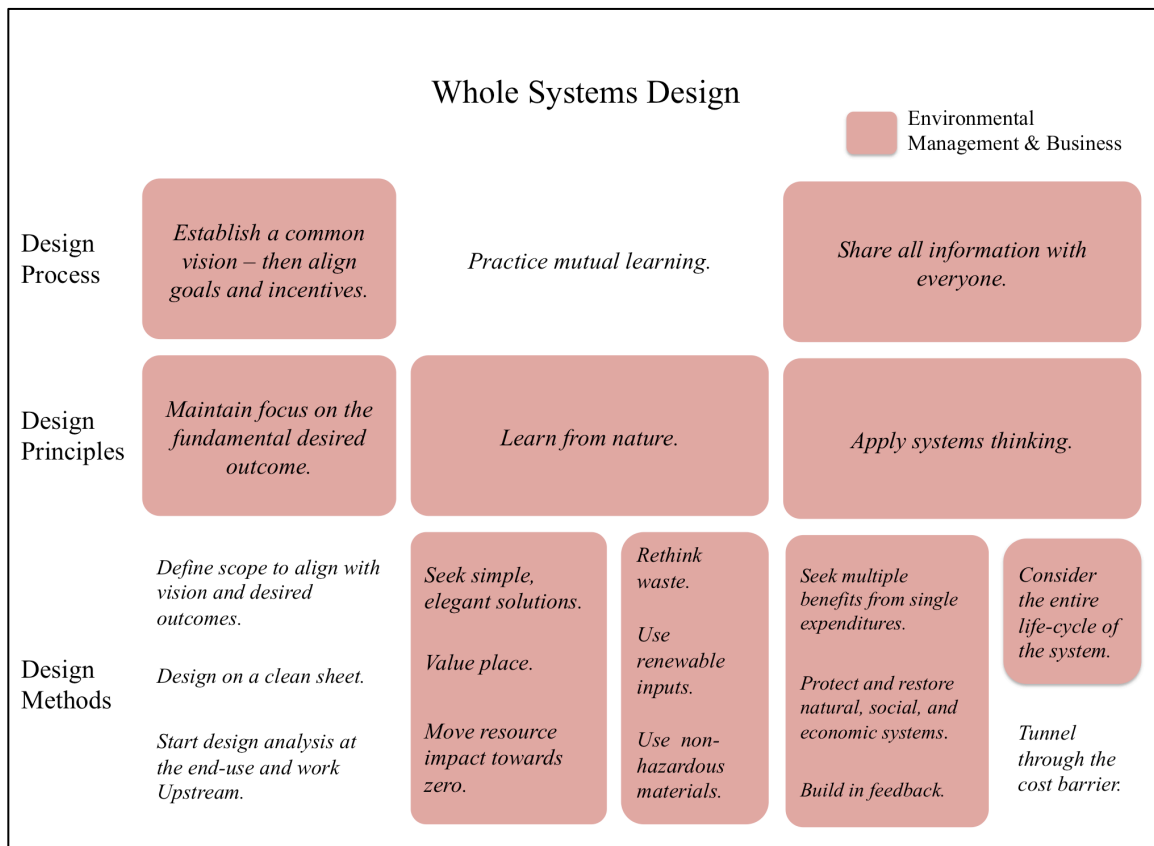 Whole Systems Design
Environmental
Management & Business
Design
Process
Establish a common
vision – then align
goals and incentives.
Practice mutual learning.
Share all information with
everyone.
Design
Principles
Maintain focus on the
fundamental desired
outcome.
Learn from nature.
Apply systems thinking.
Design
Methods
Define scope to align with
vision and desired
outcomes.
Design on a clean sheet.
Start design analysis at
the end-use and work
Upstream.
Seek simple,
elegant solutions.
Value place.
Move resource
impact towards
zero.
Rethink
waste.
Use
renewable
inputs.
Use non-
hazardous
materials.
Seek multiple
benefits from single
expenditures.
Protect and restore
natural, social, and
economic systems.
Build in feedback.
Consider
the entire
life-cycle of
the system.
Tunnel
through the
cost barrier.